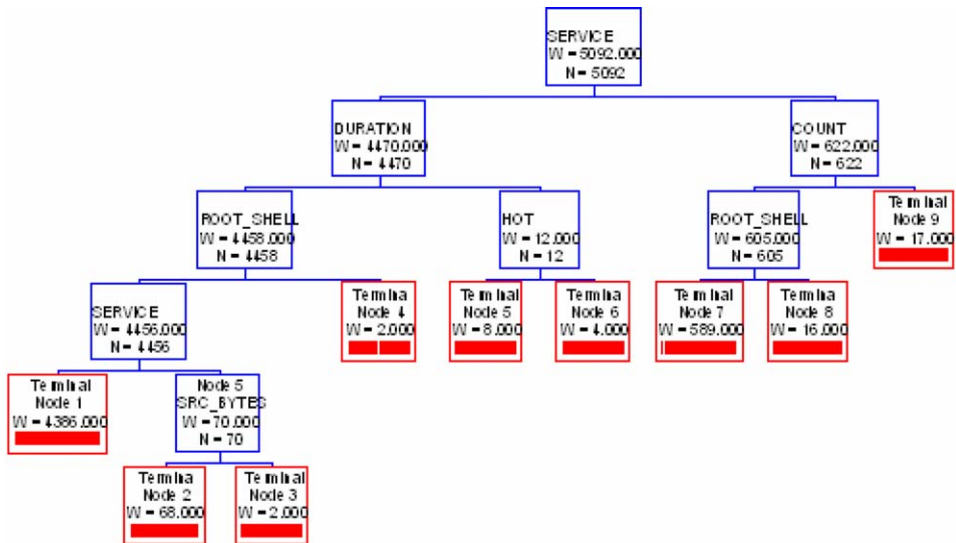 SERVICE
W = 5092.000
N = 5092
DURATION
W = 4470.000
N = 4470
COUNT
W = 622.000
N = 622
ROOT_SHELL
W = 4458.000
N = 4458
HOT
W = 12.000
N = 12
ROOT_SHELL
W = 605.000
N = 605
Terminal
Node 9
W = 17.000
SERVICE
W = 4456.000
N = 4456
Terminal
Node 4
W = 2.000
Terminal
Node 5
W = 8.000
Terminal
Node 6
W = 4.000
Terminal
Node 7
W = 589.000
Terminal
Node 8
W = 16.000
Terminal
Node 1
W = 4386.000
Node 5
SRC_BYTES
W = 70.000
N = 70
Terminal
Node 2
W = 68.000
Terminal
Node 3
W = 2.000